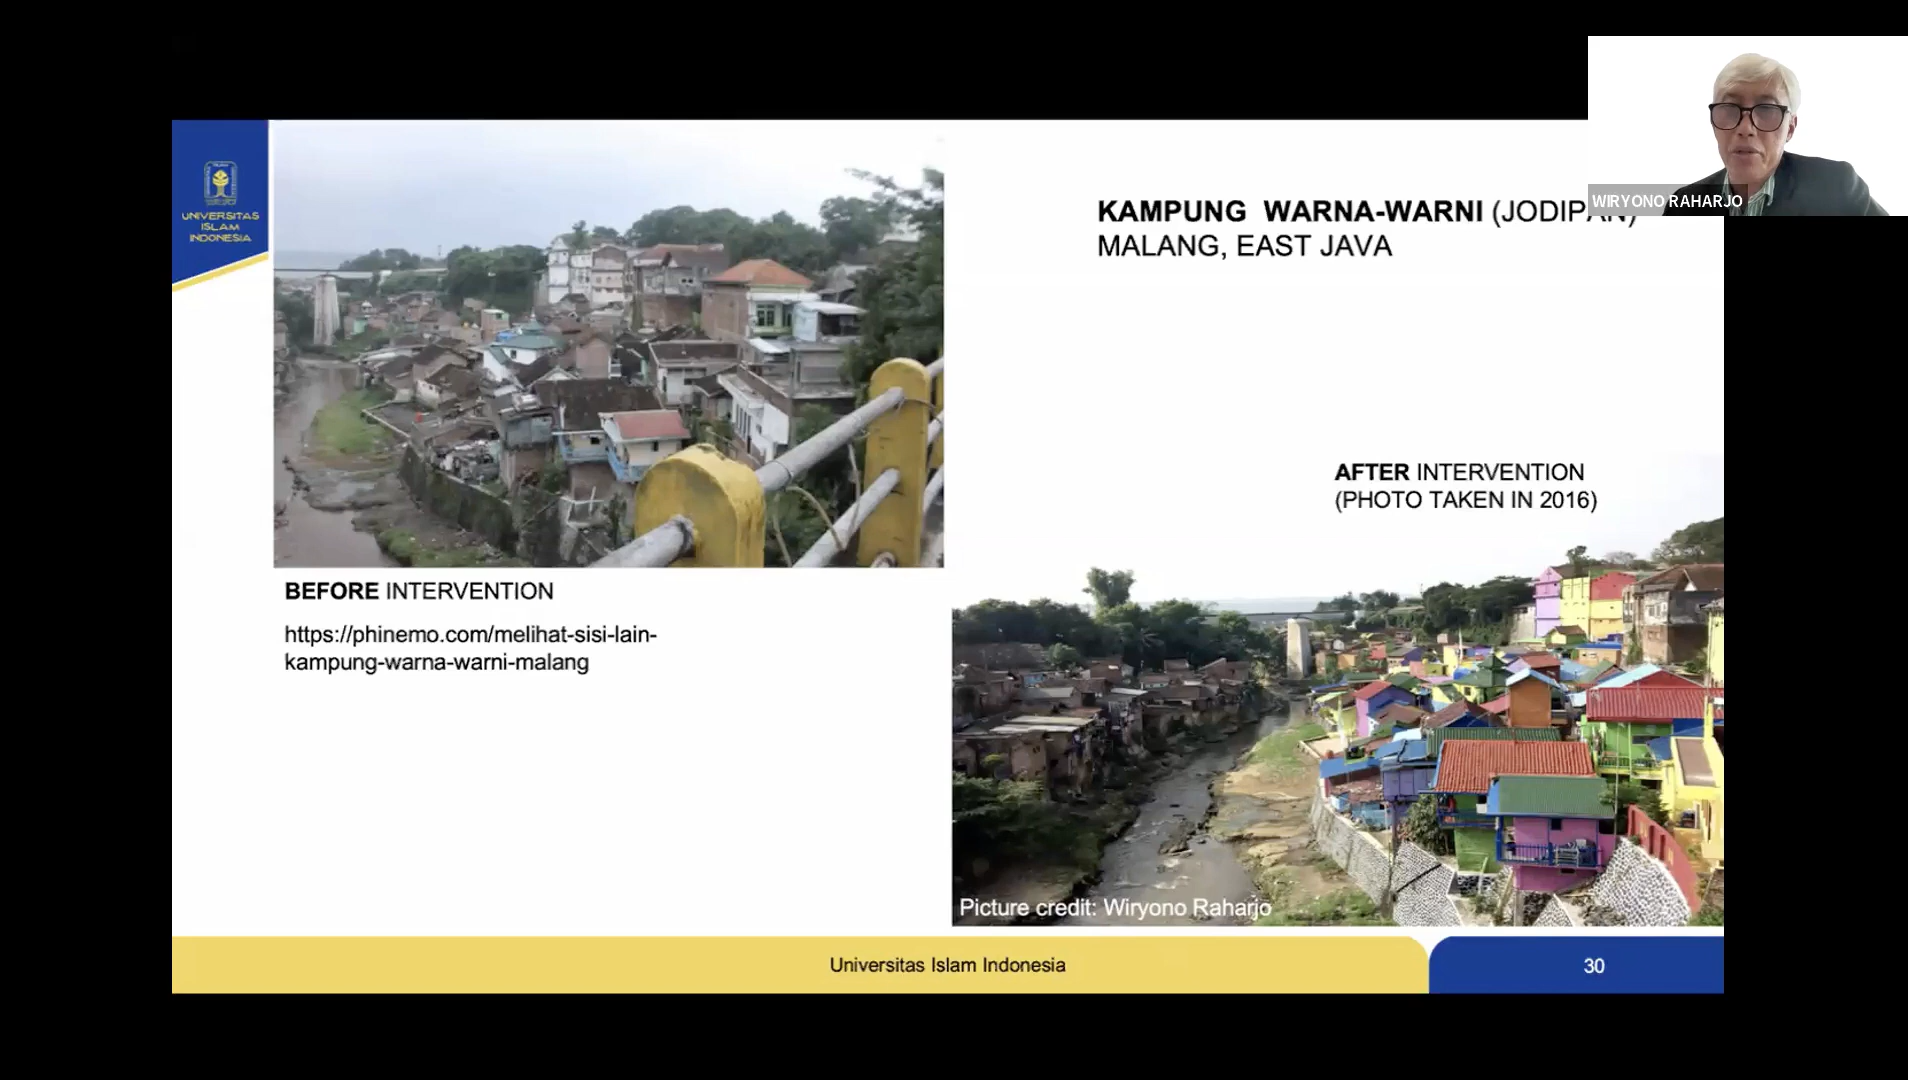 UNIVERSITAS
ISLAM
INDONESIA
KAMPUNG WARNA-WARNI (JODIPAN)
MALANG, EAST JAVA
WIRYONO RAHARJO
BEFORE INTERVENTION
https://phinemo.com/melihat-sisi-lain-
kampung-warna-warni-malang
AFTER INTERVENTION
(PHOTO TAKEN IN 2016)
Picture credit: Wiryono Raharjo
Universitas Islam Indonesia
30